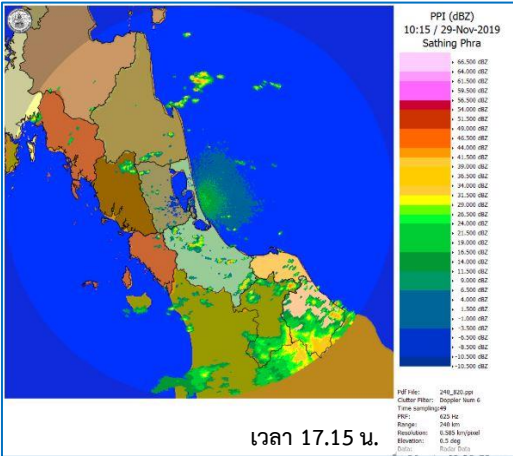 PPI (dBZ)
10:15 / 29-Nov-2019
Sathing Phra
66.500 dBZ
64.000 dBZ
61.500 dBZ
59.500 dBZ
56.500 dBZ
54.000 dBZ
51.500 dBZ
49.000 dBZ
46.500 dBZ
44.000 dBZ
41.500 dBZ
39.000 dBZ
36.500 dBZ
34.000 dBZ
31.500 dBZ
29.000 dBZ
26.500 dBZ
24.000 dBZ
21.500 dBZ
19.000 dBZ
16.500 dBZ
14.000 dBZ
11.500 dBZ
9.000 dBZ
6.500 dBZ
4.000 dBZ
1.500 dBZ
-1.000 dBZ
-3.500 dBZ
-6.000 dBZ
-8.500 dBZ
-10.500 dBZ
-10.500 dBZ
Pdf File: 240_820.ppi
Clutter Filter: Doppler Num 6
Time sampling: 49
PRF: 625 Hz
Range: 240 km
Resolution: 0.585 km/pixel
Elevation: 0.5 deg
Data: Radar Data
เวลา 17.15 น.